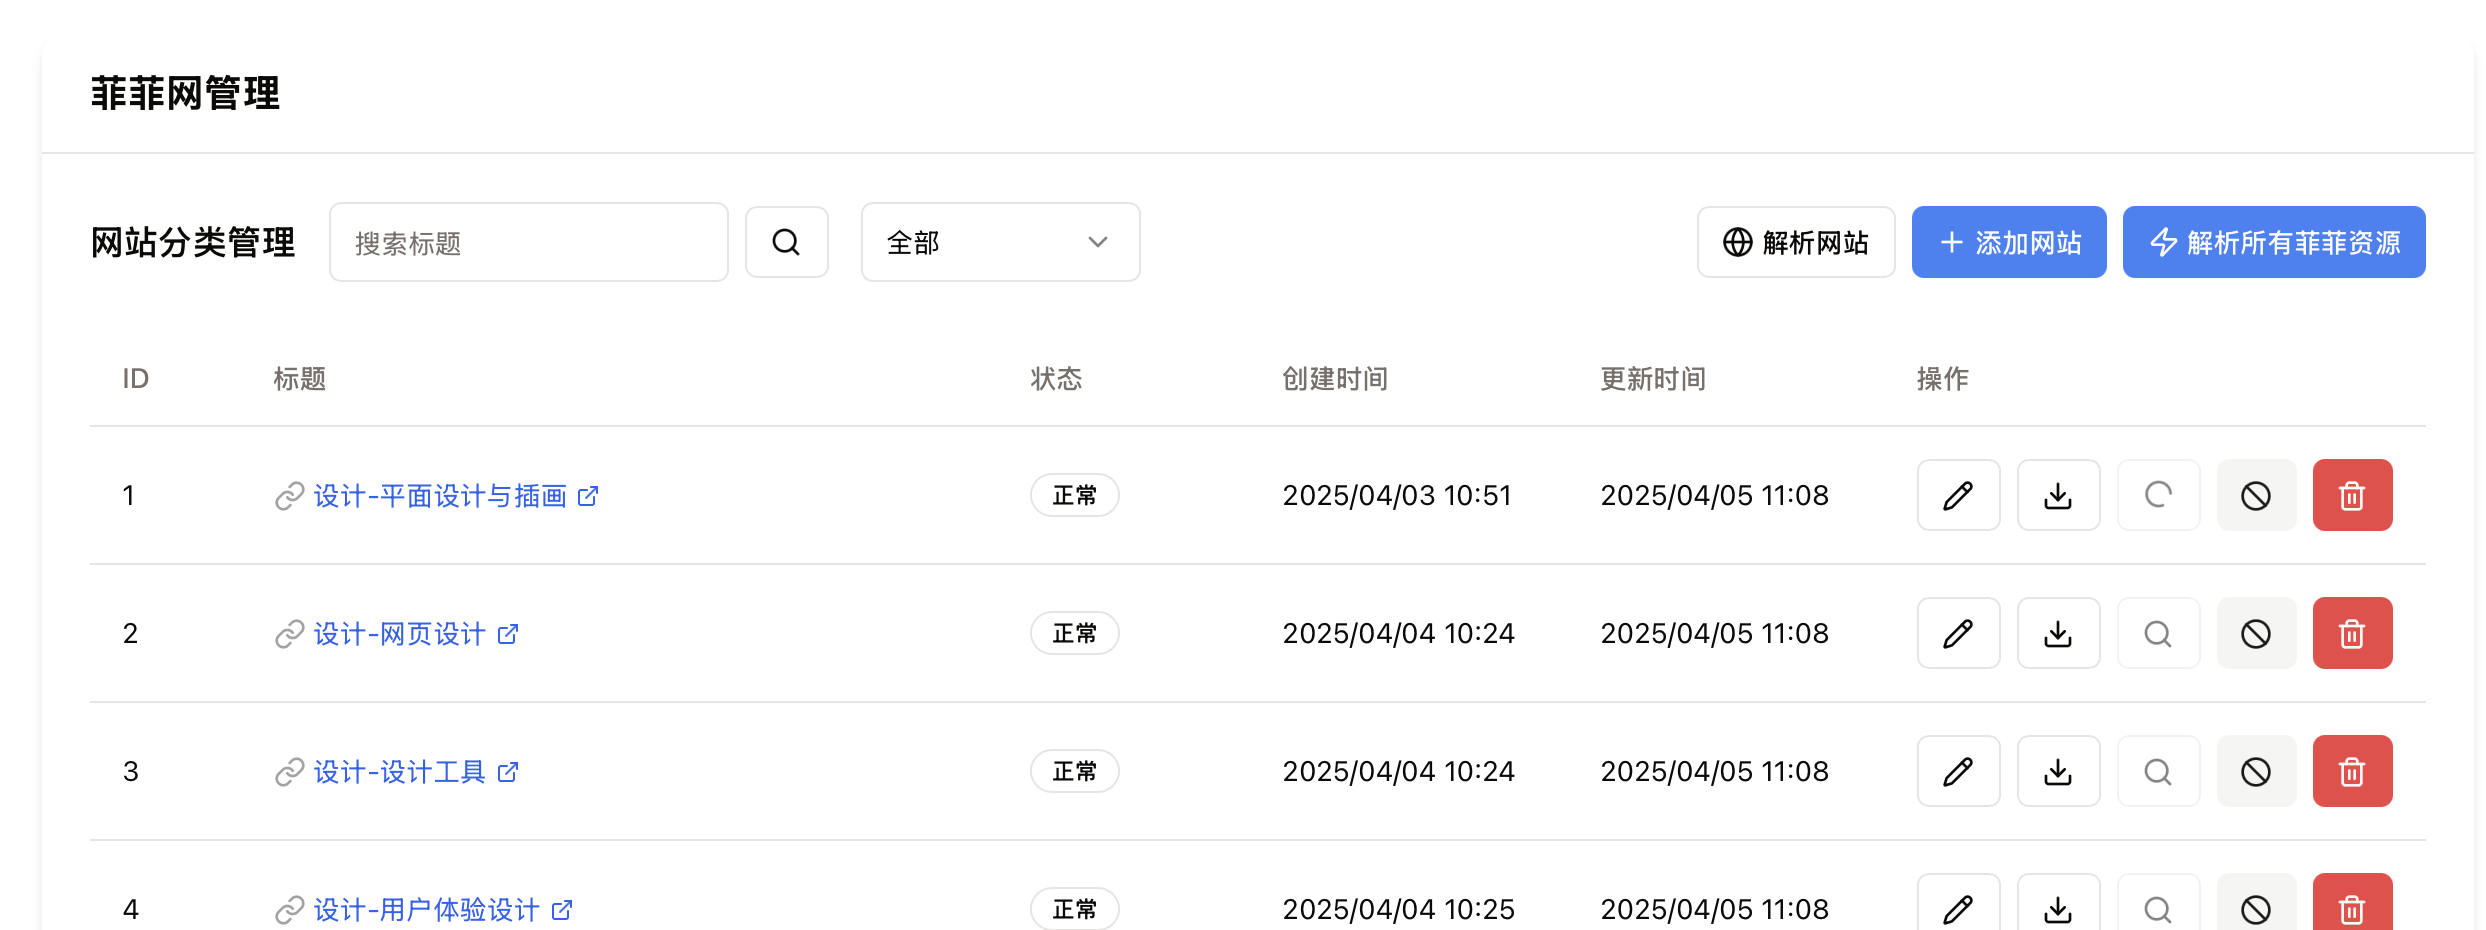 菲菲网管理
网站分类管理 搜索标题 全部 解析网站 添加网站 解析所有菲菲资源
ID 标题 状态 创建时间 更新时间 操作
1 设计-平面设计与插画 正常 2025/04/03 10:51 2025/04/05 11:08
2 设计-网页设计 正常 2025/04/04 10:24 2025/04/05 11:08
3 设计-设计工具 正常 2025/04/04 10:24 2025/04/05 11:08
4 设计-用户体验设计 正常 2025/04/04 10:25 2025/04/05 11:08